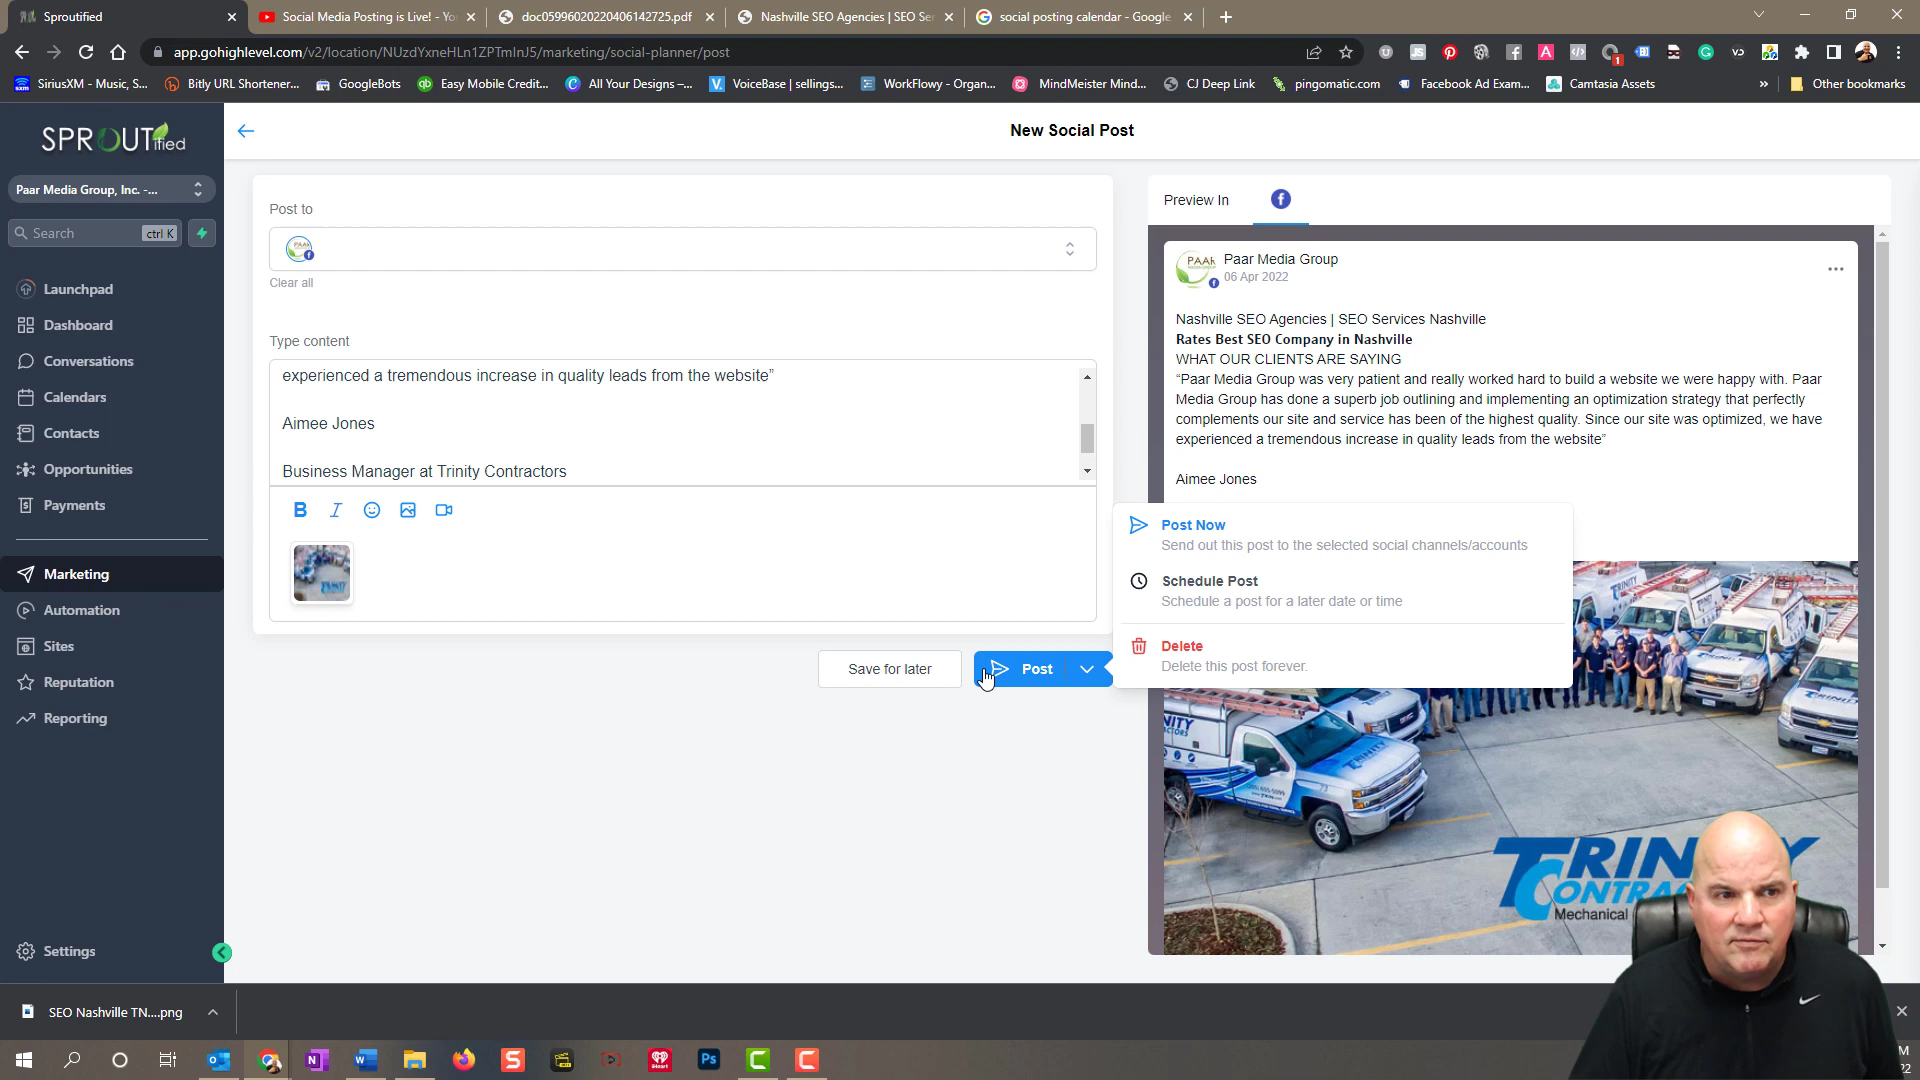 Sproutified
Social Media Posting is Live! - Yo
doc05996020220406142725.pdf
Nashville SEO Agencies | SEO Ser
social posting calendar - Google
app.gohighlevel.com/v2/location/NUzdYxneHLn1ZPTmInJ5/marketing/social-planner/post
SiriusXM - Music, S...
Bitly URL Shortener...
GoogleBots
Easy Mobile Credit...
All Your Designs –...
VoiceBase | sellings...
WorkFlowy - Organ...
MindMeister Mind...
CJ Deep Link
pingomatic.com
Facebook Ad Exam...
Camtasia Assets
»
Other bookmarks
SPROUTified
New Social Post
Paar Media Group, Inc. -...
Search
ctrl K
Launchpad
Dashboard
Conversations
Calendars
Contacts
Opportunities
Payments
Marketing
Automation
Sites
Reputation
Reporting
Settings
Post to
Clear all
Type content
experienced a tremendous increase in quality leads from the website”
Aimee Jones
Business Manager at Trinity Contractors
B I
Save for later
Post
Preview In
PAAR
Paar Media Group
06 Apr 2022
Nashville SEO Agencies | SEO Services Nashville
Rates Best SEO Company in Nashville
WHAT OUR CLIENTS ARE SAYING
“Paar Media Group was very patient and really worked hard to build a website we were happy with. Paar
Media Group has done a superb job outlining and implementing an optimization strategy that perfectly
complements our site and service has been of the highest quality. Since our site was optimized, we have
experienced a tremendous increase in quality leads from the website”
Aimee Jones
Post Now
Send out this post to the selected social channels/accounts
Schedule Post
Schedule a post for a later date or time
Delete
Delete this post forever.
TRINITY
CONTRAC
Mechanical
SEO Nashville TN....png